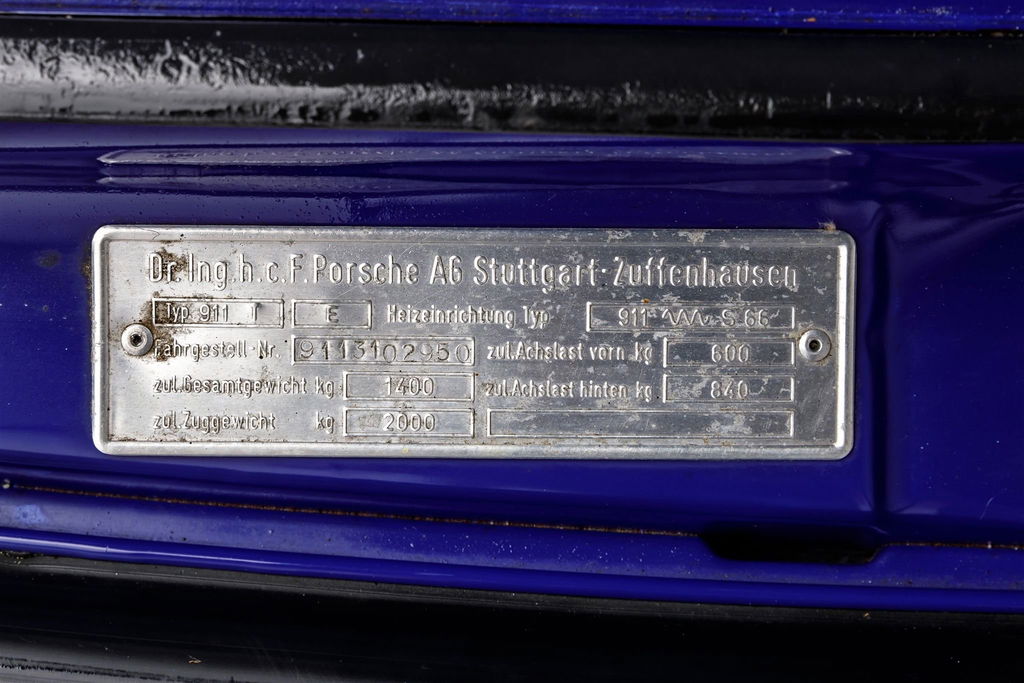 Dr. Ing. h. c. F. Porsche AG Stuttgart-Zuffenhausen
Typ 911 T E Heizeinrichtung Typ 911 S 66
Fahrgestell-Nr. 9113102950 zul. Achslast vorn kg 600
zul. Gesamtgewicht kg 1400 zul. Achslast hinten kg 840
zul. Zuggewicht kg 2000